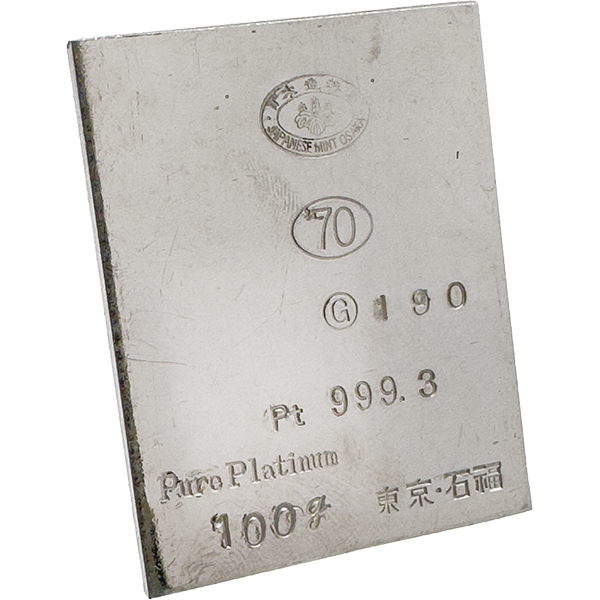 JAPANESE MINT OSAKA
'70
G 190
Pt 999.3
Pure Platinum
100g 東京・石福